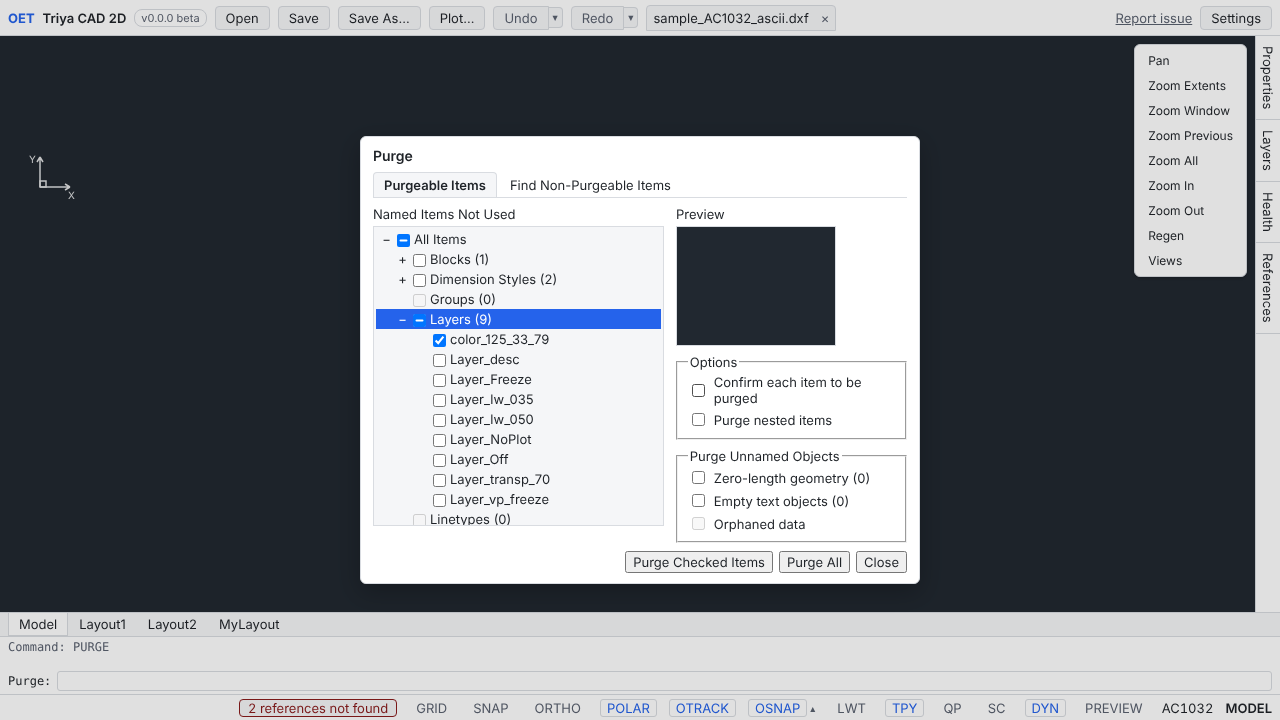 OET Triya CAD 2D v0.0.0 beta Open Save Save As... Plot... Undo ▾ Redo ▾ sample_AC1032_ascii.dxf × Report issue Settings
Pan
Zoom Extents
Zoom Window
Zoom Previous
Zoom All
Zoom In
Zoom Out
Regen
Views
Properties
Layers
Health
References
Y
X
Purge
Purgeable Items Find Non-Purgeable Items
Named Items Not Used
− All Items
+ Blocks (1)
+ Dimension Styles (2)
Groups (0)
− Layers (9)
color_125_33_79
Layer_desc
Layer_Freeze
Layer_lw_035
Layer_lw_050
Layer_NoPlot
Layer_Off
Layer_transp_70
Layer_vp_freeze
Linetypes (0)
Preview
Options
Confirm each item to be
purged
Purge nested items
Purge Unnamed Objects
Zero-length geometry (0)
Empty text objects (0)
Orphaned data
Purge Checked Items Purge All Close
Model Layout1 Layout2 MyLayout
Command: PURGE
Purge:
2 references not found GRID SNAP ORTHO POLAR OTRACK OSNAP ▴ LWT TPY QP SC DYN PREVIEW AC1032 MODEL